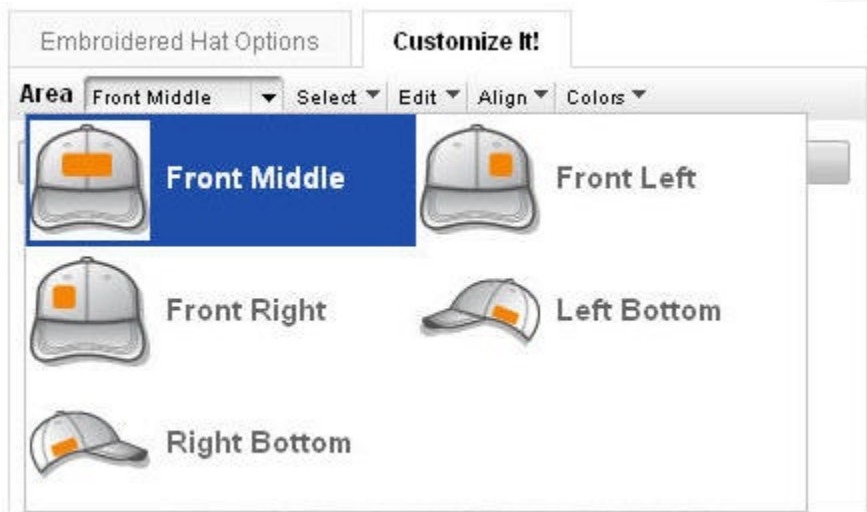 Embroidered Hat Options
Customize It!
Area Front Middle Select Edit Align Colors
Front Middle
Front Left
Front Right
Left Bottom
Right Bottom